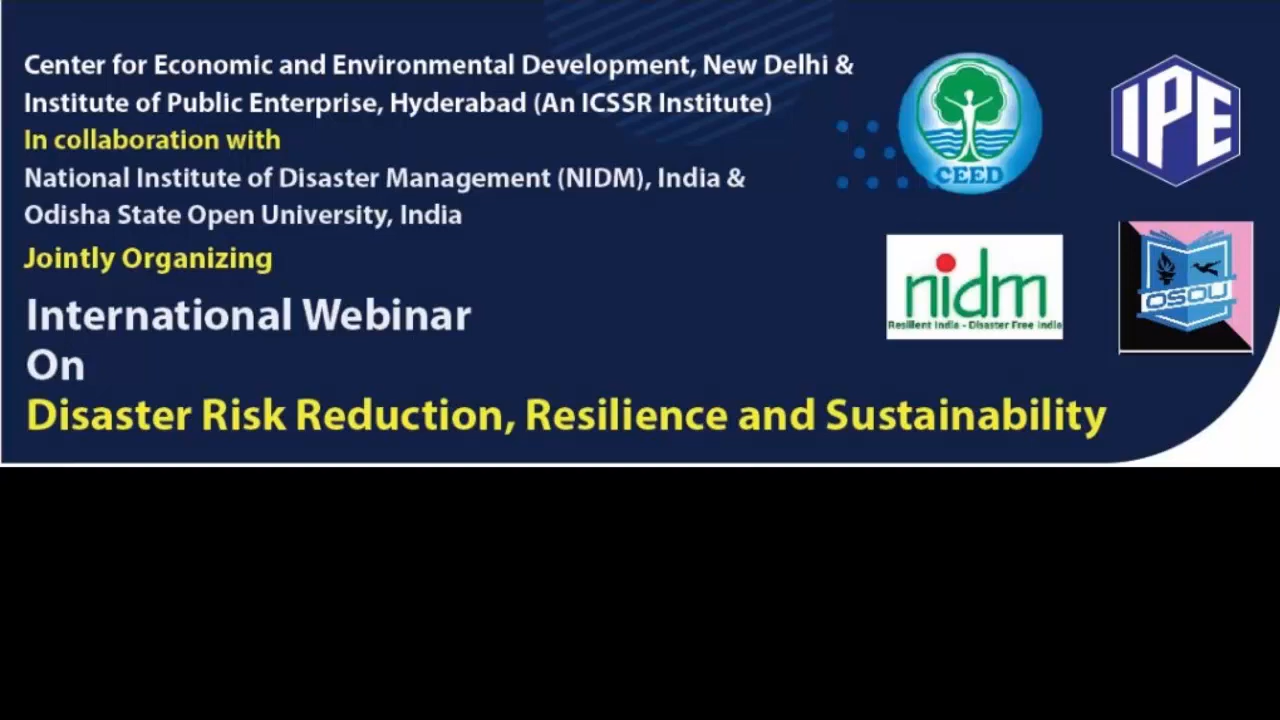 Center for Economic and Environmental Development, New Delhi &
Institute of Public Enterprise, Hyderabad (An ICSSR Institute)
In collaboration with
National Institute of Disaster Management (NIDM), India &
Odisha State Open University, India
Jointly Organizing
International Webinar
On
Disaster Risk Reduction, Resilience and Sustainability
CEED
IPE
nidm
Resilient India - Disaster Free India
OSOU